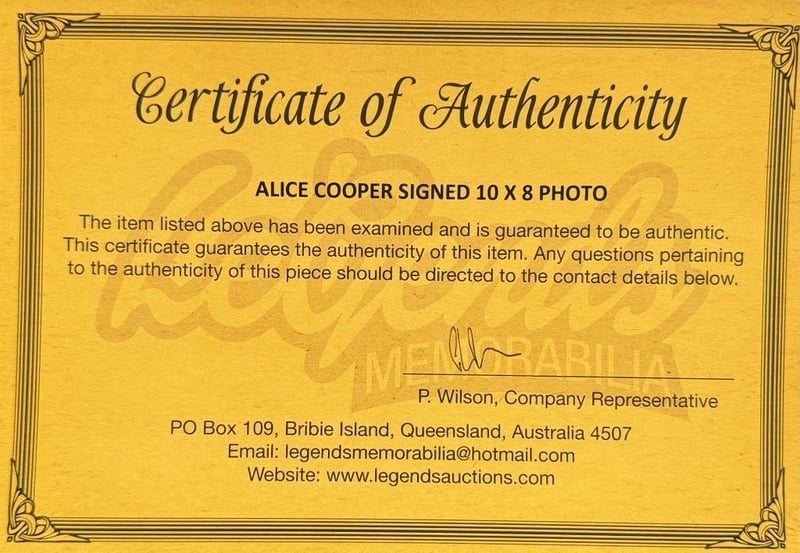 Certificate of Authenticity
ALICE COOPER SIGNED 10 X 8 PHOTO
The item listed above has been examined and is guaranteed to be authentic.
This certificate guarantees the authenticity of this item. Any questions pertaining
to the authenticity of this piece should be directed to the contact details below.
Legends
MEMORABILIA
P. Wilson, Company Representative
PO Box 109, Bribie Island, Queensland, Australia 4507
Email: legendsmemorabilia@hotmail.com
Website: www.legendsauctions.com